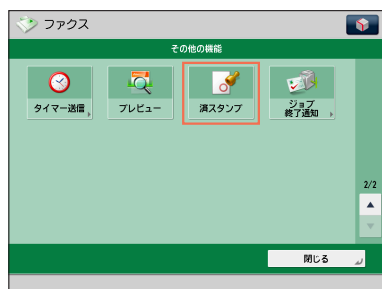 ファクス
その他の機能
タイマー送信
プレビュー
済スタンプ
ジョブ
終了通知
2/2
閉じる